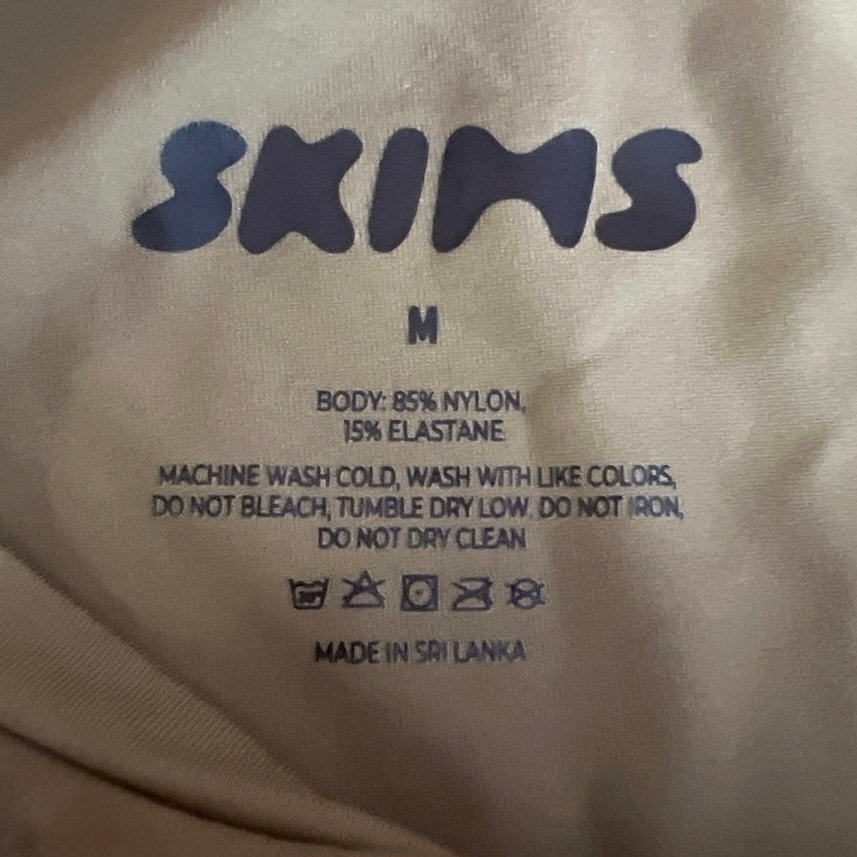 SKIMS
M
BODY: 85% NYLON,
15% ELASTANE
MACHINE WASH COLD, WASH WITH LIKE COLORS,
DO NOT BLEACH, TUMBLE DRY LOW. DO NOT IRON,
DO NOT DRY CLEAN
30°
MADE IN SRI LANKA